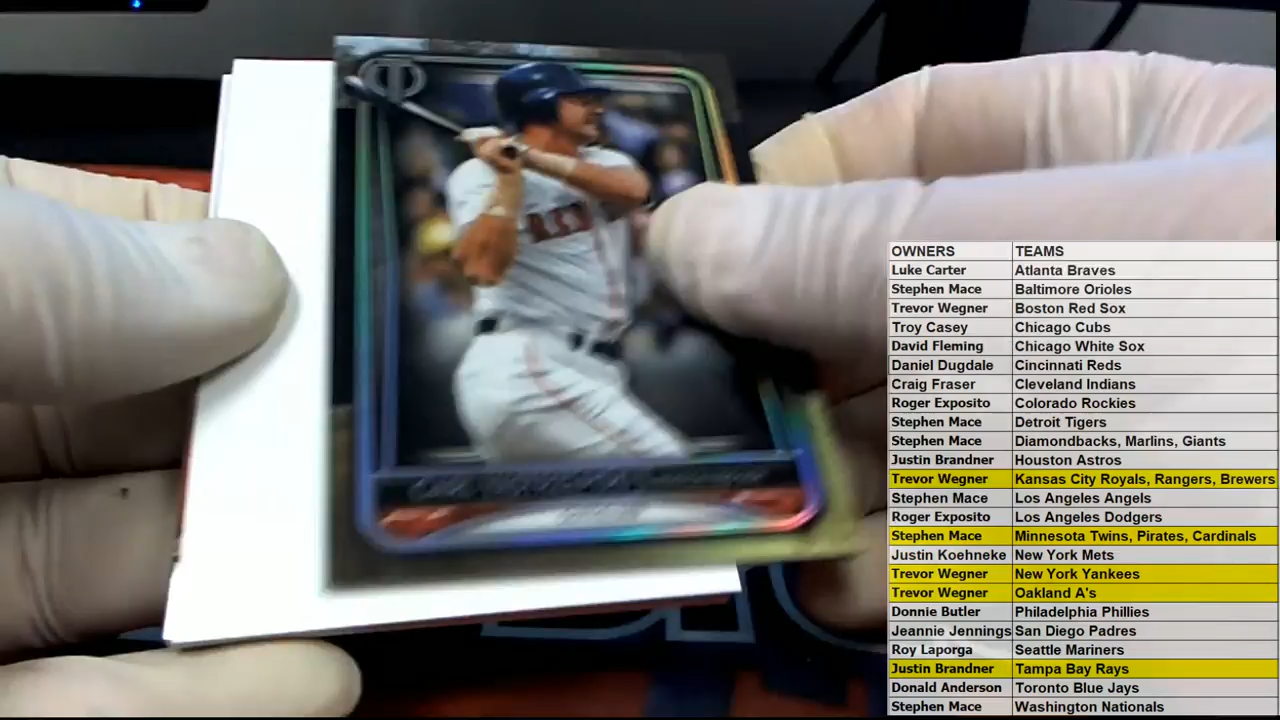 OWNERS TEAMS
Luke Carter Atlanta Braves
Stephen Mace Baltimore Orioles
Trevor Wegner Boston Red Sox
Troy Casey Chicago Cubs
David Fleming Chicago White Sox
Daniel Dugdale Cincinnati Reds
Craig Fraser Cleveland Indians
Roger Exposito Colorado Rockies
Stephen Mace Detroit Tigers
Stephen Mace Diamondbacks, Marlins, Giants
Justin Brandner Houston Astros
Trevor Wegner Kansas City Royals, Rangers, Brewers
Stephen Mace Los Angeles Angels
Roger Exposito Los Angeles Dodgers
Stephen Mace Minnesota Twins, Pirates, Cardinals
Justin Koehneke New York Mets
Trevor Wegner New York Yankees
Trevor Wegner Oakland A's
Donnie Butler Philadelphia Phillies
Jeannie Jennings San Diego Padres
Roy Laporga Seattle Mariners
Justin Brandner Tampa Bay Rays
Donald Anderson Toronto Blue Jays
Stephen Mace Washington Nationals